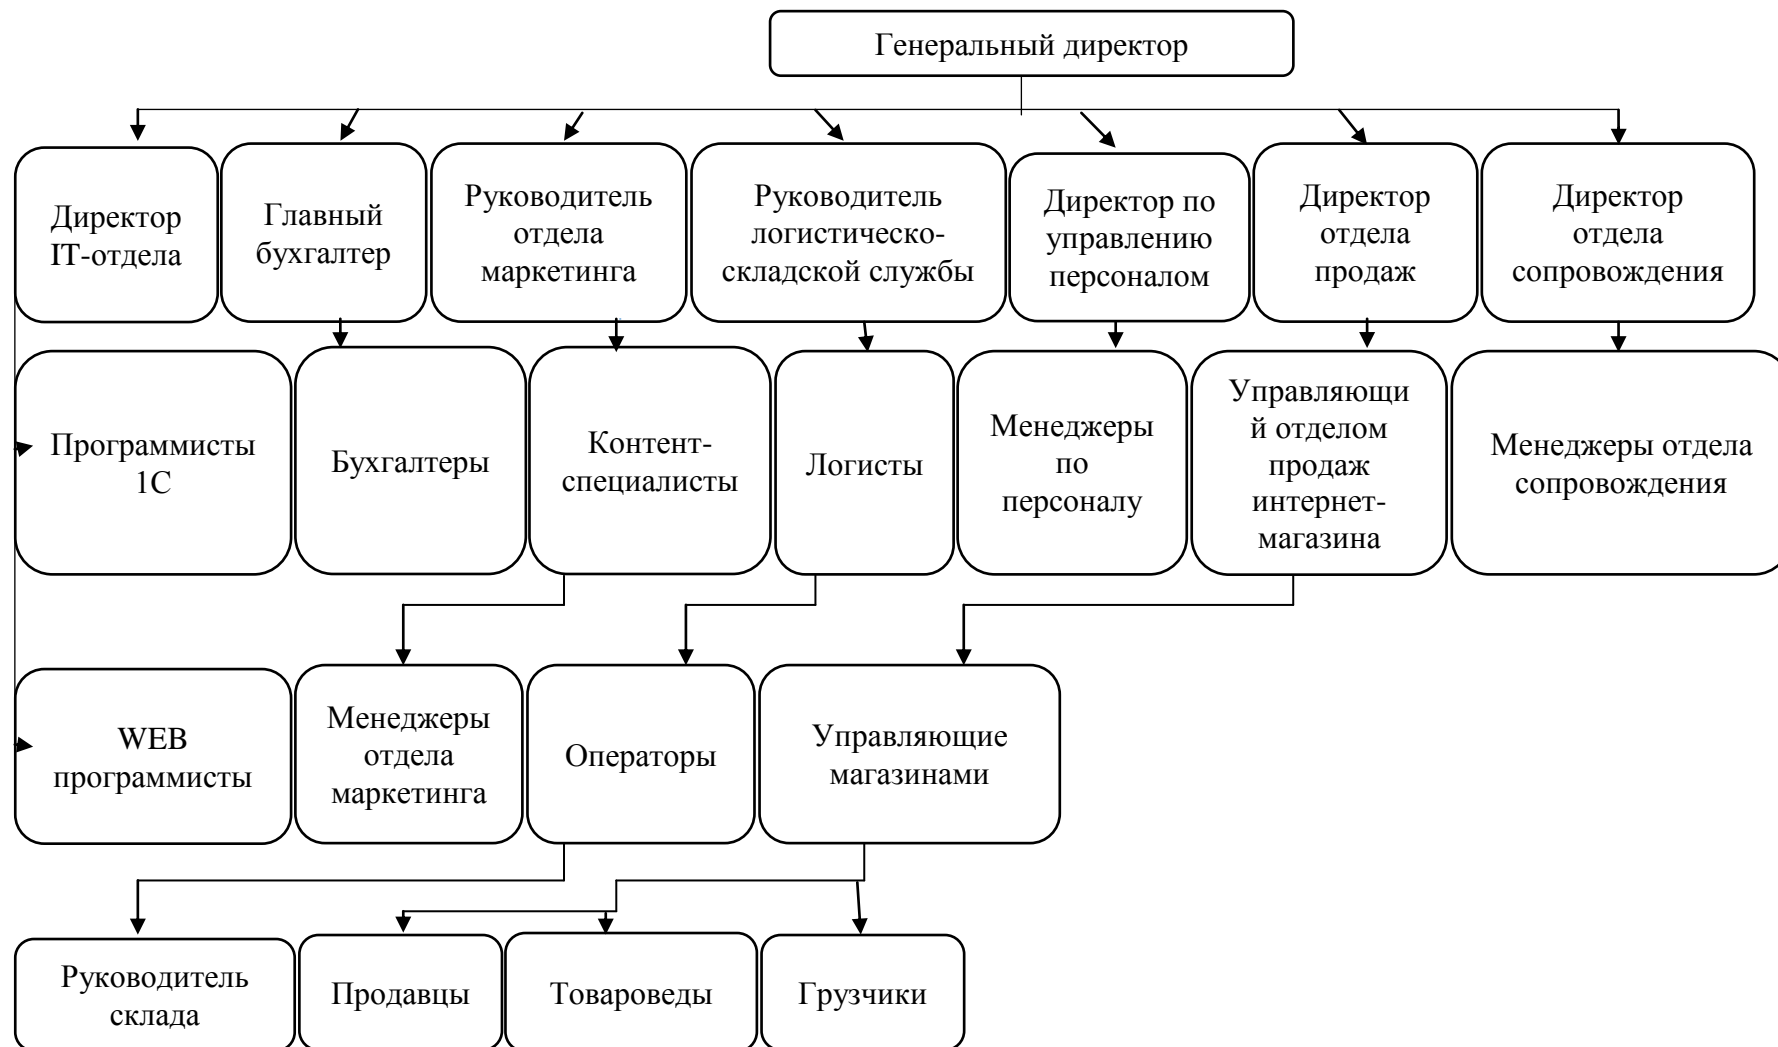 Генеральный директор
Директор
IT-отдела
Главный
бухгалтер
Руководитель
отдела
маркетинга
Руководитель
логистическо-
складской службы
Директор по
управлению
персоналом
Директор
отдела
продаж
Директор
отдела
сопровождения
Программисты
1С
Бухгалтеры
Контент-
специалисты
Логисты
Менеджеры
по
персоналу
Управляющи
й отделом
продаж
интернет-
магазина
Менеджеры отдела
сопровождения
WEB
программисты
Менеджеры
отдела
маркетинга
Операторы
Управляющие
магазинами
Руководитель
склада
Продавцы
Товароведы
Грузчики